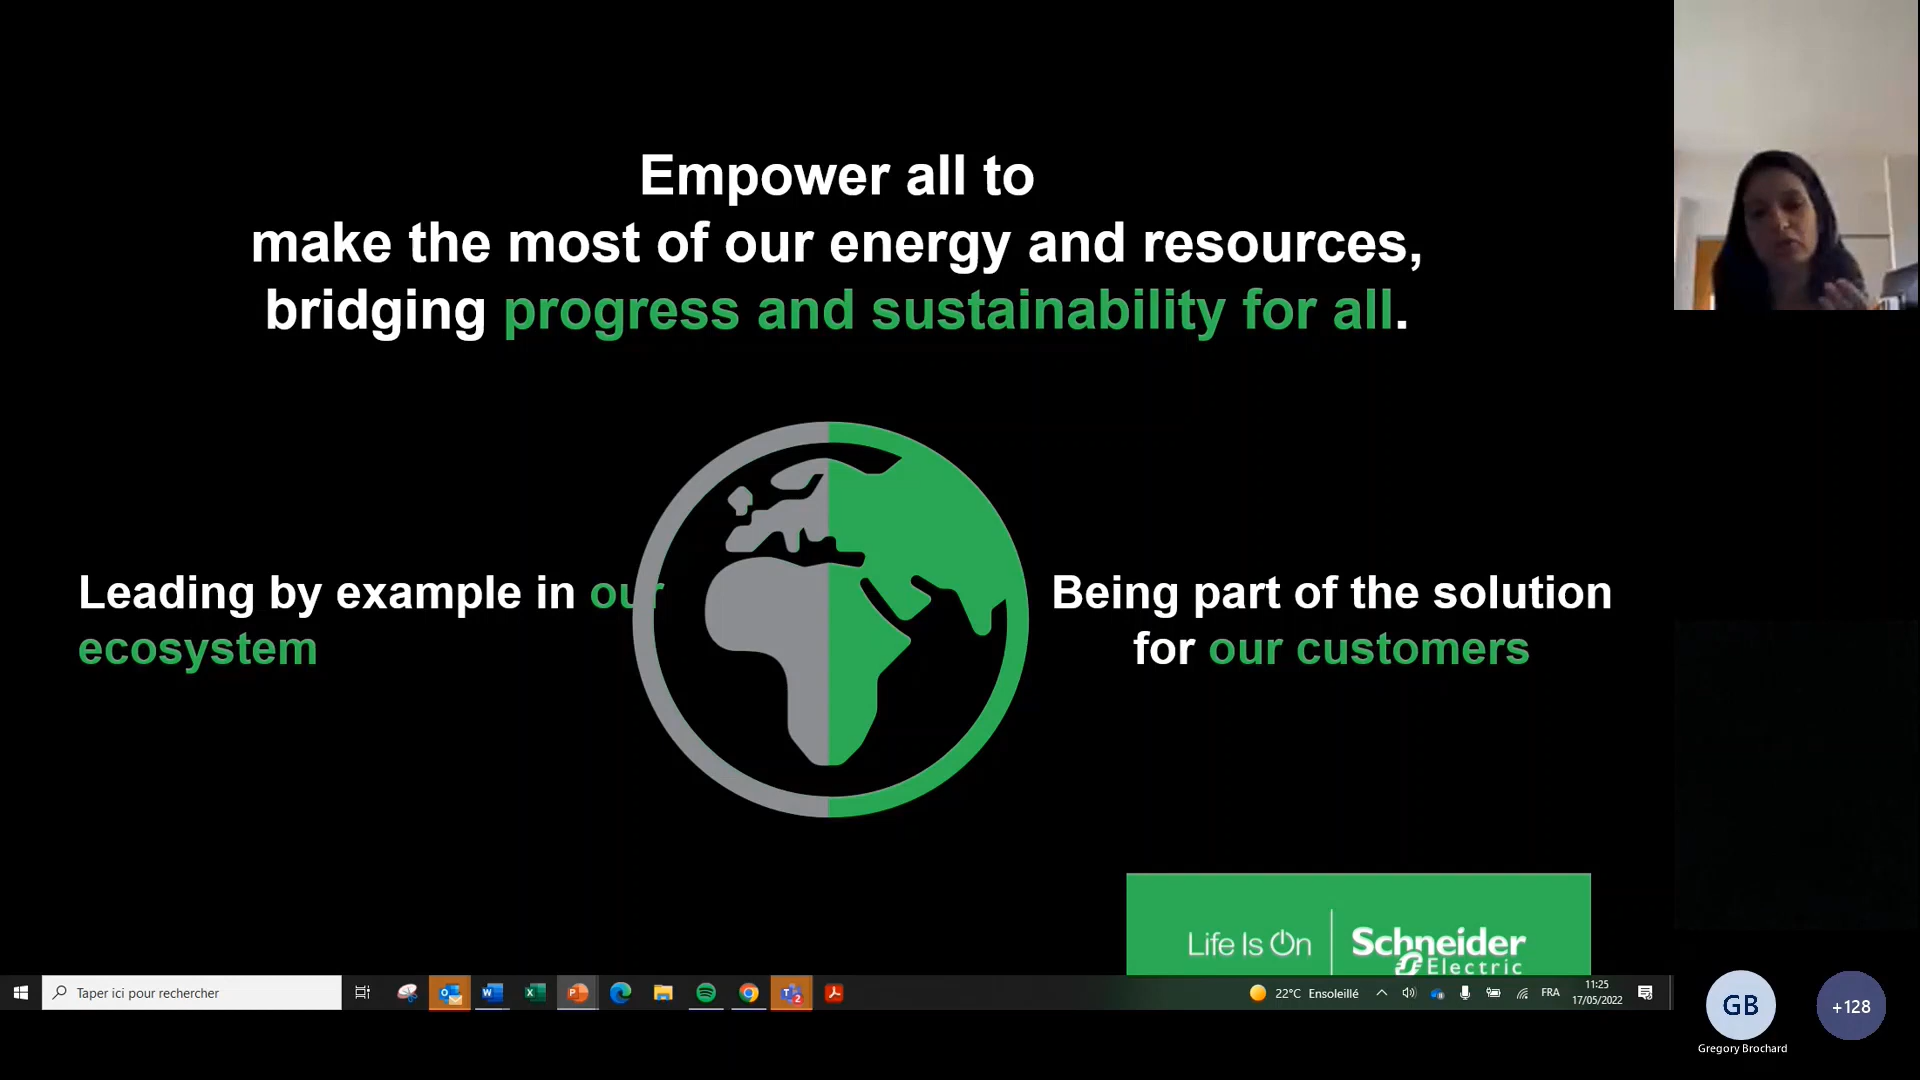 Empower all to
make the most of our energy and resources,
bridging progress and sustainability for all.
Leading by example in our
ecosystem
Being part of the solution
for our customers
Life Is On
Schneider
Electric
Taper ici pour rechercher
22°C Ensoleillé
FRA
11:25
17/05/2022
GB
+128
Gregory Brochard